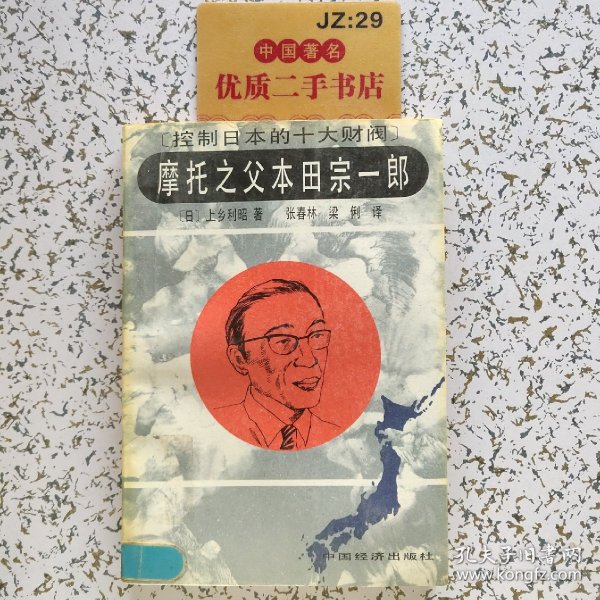 JZ:29
中国著名
优质二手书店
〔控制日本的十大财阀〕
摩托之父本田宗一郎
〔日〕上乡利昭 著 张春林 梁 俐 译
中国经济出版社
孔夫子旧书网
www.kongfz.com